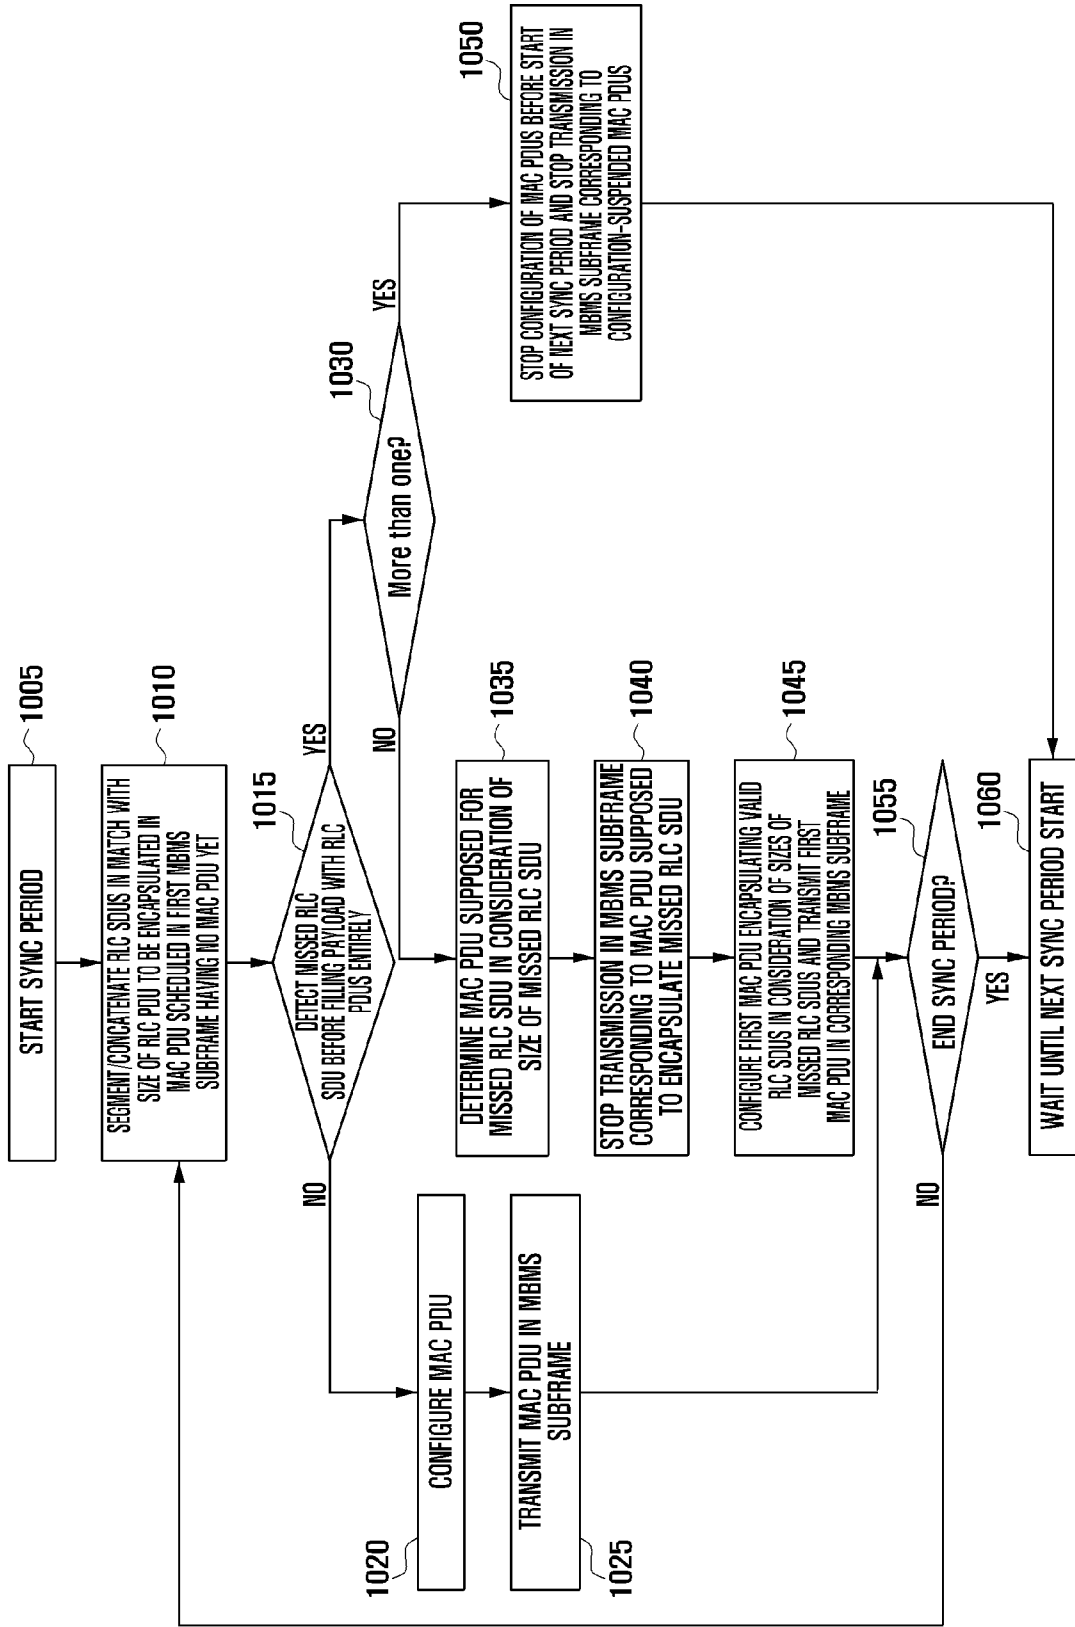 START SYNC PERIOD
1005
SEGMENT/CONCATENATE RLC SDUS IN MATCH WITH
SIZE OF RLC PDU TO BE ENCAPSULATED IN
MAC PDU SCHEDULED IN FIRST MBMS
SUBFRAME HAVING NO MAC PDU YET
1010
DETECT MISSED RLC
SDU BEFORE FILLING PAYLOAD WITH RLC
PDUS ENTIRELY
1015
NO
YES
CONFIGURE MAC PDU
1020
TRANSMIT MAC PDU IN MBMS
SUBFRAME
1025
More than one?
1030
NO
YES
DETERMINE MAC PDU SUPPOSED FOR
MISSED RLC SDU IN CONSIDERATION OF
SIZE OF MISSED RLC SDU
1035
STOP TRANSMISSION IN MBMS SUBFRAME
CORRESPONDING TO MAC PDU SUPPOSED
TO ENCAPSULATE MISSED RLC SDU
1040
CONFIGURE FIRST MAC PDU ENCAPSULATING VALID
RLC SDUS IN CONSIDERATION OF SIZES OF
MISSED RLC SDUS AND TRANSMIT FIRST
MAC PDU IN CORRESPONDING MBMS SUBFRAME
1045
STOP CONFIGURATION OF MAC PDUS BEFORE START
OF NEXT SYNC PERIOD AND STOP TRANSMISSION IN
MBMS SUBFRAME CORRESPONDING TO
CONFIGURATION-SUSPENDED MAC PDUS
1050
END SYNC PERIOD?
1055
NO
YES
WAIT UNTIL NEXT SYNC PERIOD START
1060